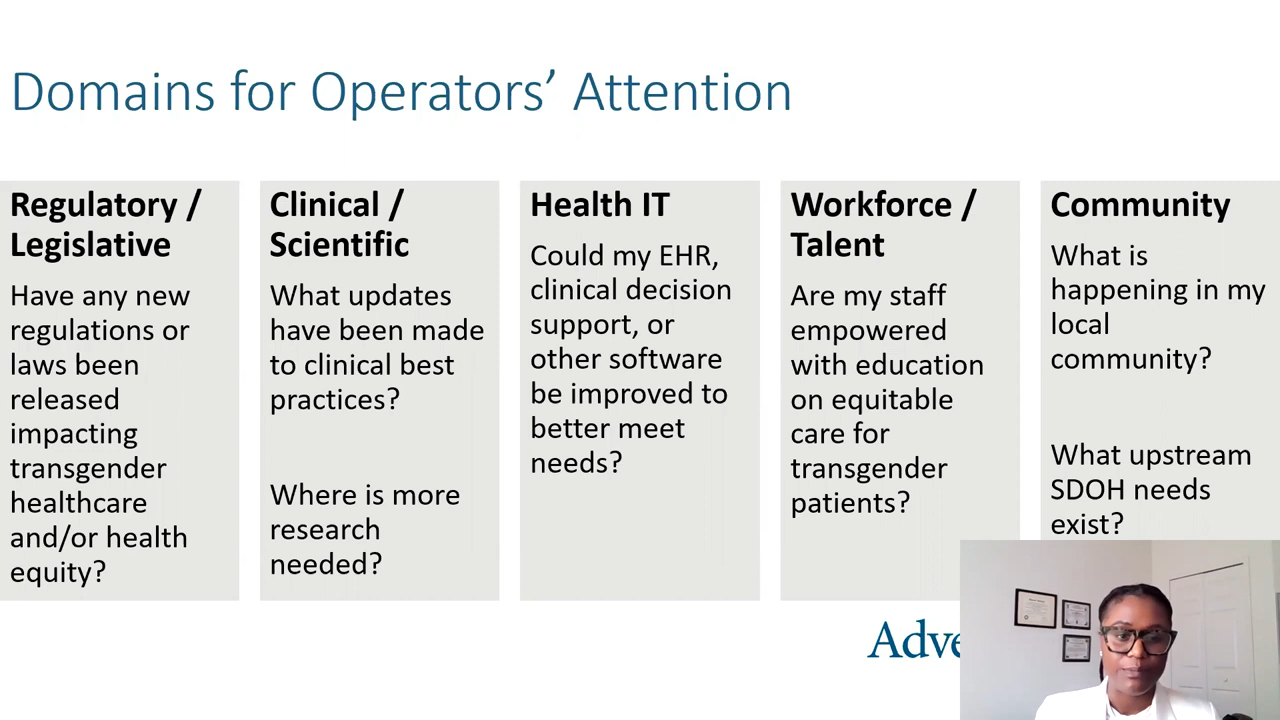 Domains for Operators’ Attention
Regulatory /
Legislative
Have any new
regulations or
laws been
released
impacting
transgender
healthcare
and/or health
equity?
Clinical /
Scientific
What updates
have been made
to clinical best
practices?
Where is more
research
needed?
Health IT
Could my EHR,
clinical decision
support, or
other software
be improved to
better meet
needs?
Workforce /
Talent
Are my staff
empowered
with education
on equitable
care for
transgender
patients?
Community
What is
happening in my
local
community?
What upstream
SDOH needs
exist?